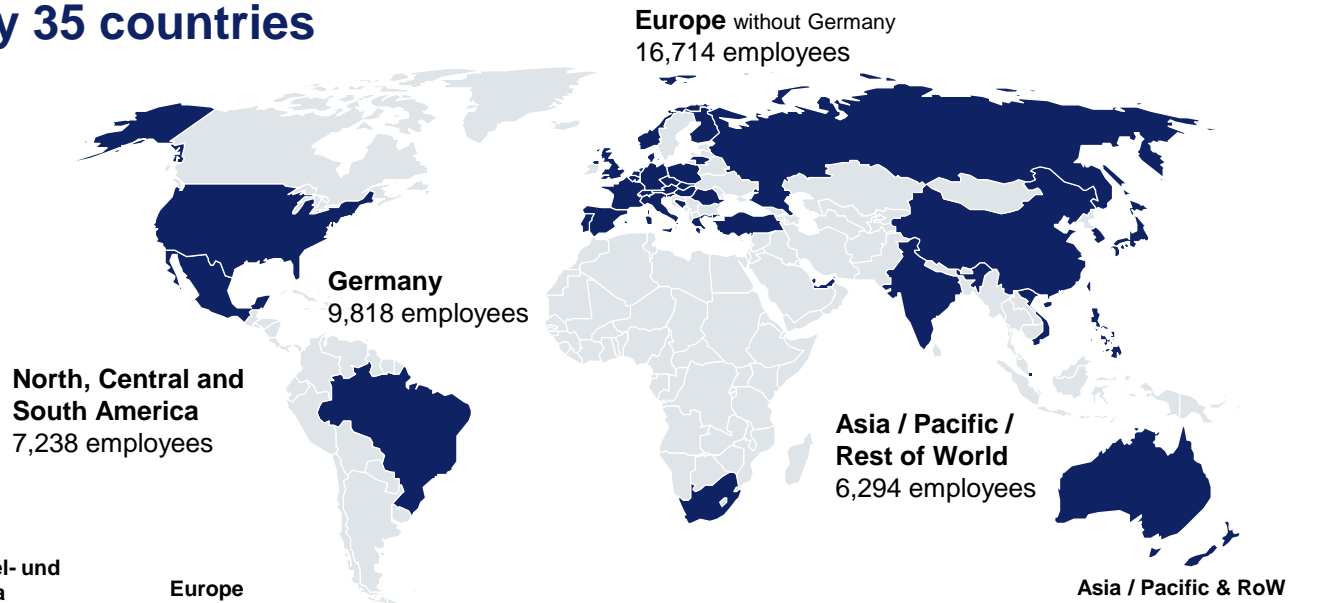 y 35 countries
Europe without Germany
16,714 employees
Germany
9,818 employees
North, Central and
South America
7,238 employees
Asia / Pacific /
Rest of World
6,294 employees
el- und
a
Europe
Asia / Pacific & RoW